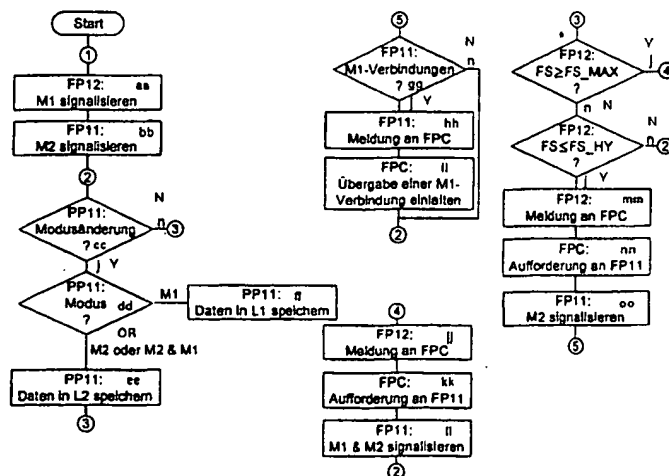 Start
1
FP12: aa
M1 signalisieren
FP11: bb
M2 signalisieren
2
PP11:
Modusänderung
? cc
N
n
3
j Y
PP11:
Modus dd
?
M1
PP11: ff
Daten in L1 speichern
OR
M2 oder M2 & M1
PP11: ee
Daten in L2 speichern
3
5
FP11:
M1-Verbindungen
? gg
N
n
Y
FP11: hh
Meldung an FPC
FPC: ii
Übergabe einer M1-
Verbindung einleiten
2
4
FP12: jj
Meldung an FPC
FPC: kk
Aufforderung an FP11
FP11: ll
M1 & M2 signalisieren
2
3
FP12:
FS≥FS_MAX
?
Y
j
4
n N
FP12:
FS≤FS_HY
?
N
n
2
j Y
FP12: mm
Meldung an FPC
FPC: nn
Aufforderung an FP11
FP11: oo
M2 signalisieren
5